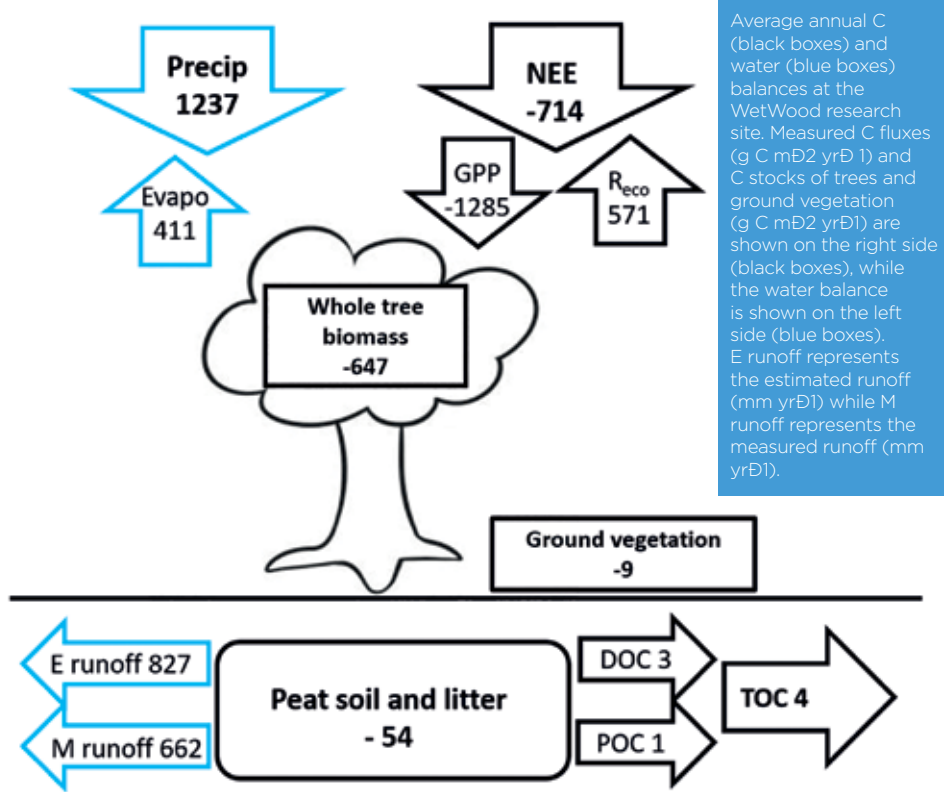 Precip
1237
NEE
-714
Evapo
411
GPP
-1285
Reco
571
Whole tree
biomass
-647
Ground vegetation
-9
E runoff 827
M runoff 662
Peat soil and litter
- 54
DOC 3
POC 1
TOC 4
Average annual C
(black boxes) and
water (blue boxes)
balances at the
WetWood research
site. Measured C fluxes
(g C mÐ2 yrÐ 1) and
C stocks of trees and
ground vegetation
(g C mÐ2 yrÐ1) are
shown on the right side
(black boxes), while
the water balance
is shown on the left
side (blue boxes).
E runoff represents
the estimated runoff
(mm yrÐ1) while M
runoff represents the
measured runoff (mm
yrÐ1).